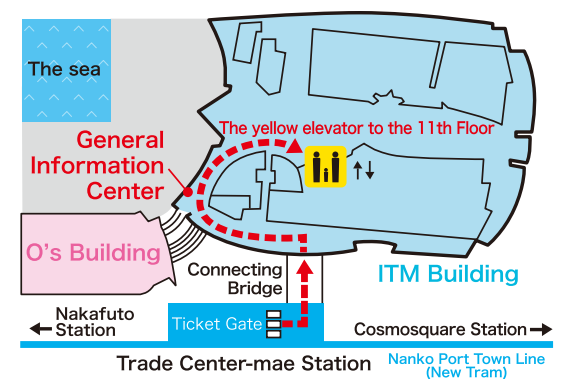 The sea
The yellow elevator to the 11th Floor
General
Information
Center
O's Building
Connecting
Bridge
ITM Building
Nakafuto
Station
Ticket Gate
Cosmosquare Station
Trade Center-mae Station
Nanko Port Town Line
(New Tram)